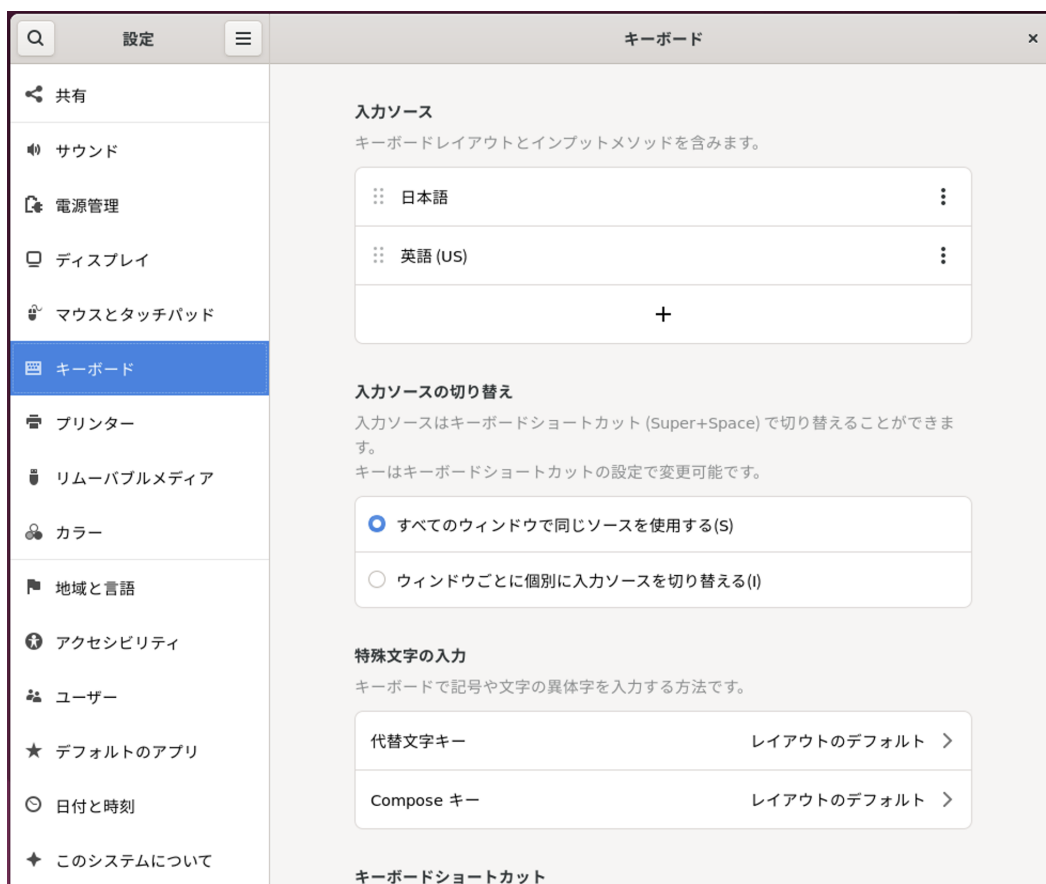 設定
キーボード
共有
サウンド
電源管理
ディスプレイ
マウスとタッチパッド
キーボード
プリンター
リムーバブルメディア
カラー
地域と言語
アクセシビリティ
ユーザー
デフォルトのアプリ
日付と時刻
このシステムについて
入力ソース
キーボードレイアウトとインプットメソッドを含みます。
日本語
英語 (US)
+
入力ソースの切り替え
入力ソースはキーボードショートカット (Super+Space) で切り替えることができま
す。
キーはキーボードショートカットの設定で変更可能です。
すべてのウィンドウで同じソースを使用する(S)
ウィンドウごとに個別に入力ソースを切り替える(I)
特殊文字の入力
キーボードで記号や文字の異体字を入力する方法です。
代替文字キー レイアウトのデフォルト
Compose キー レイアウトのデフォルト
キーボードショートカット